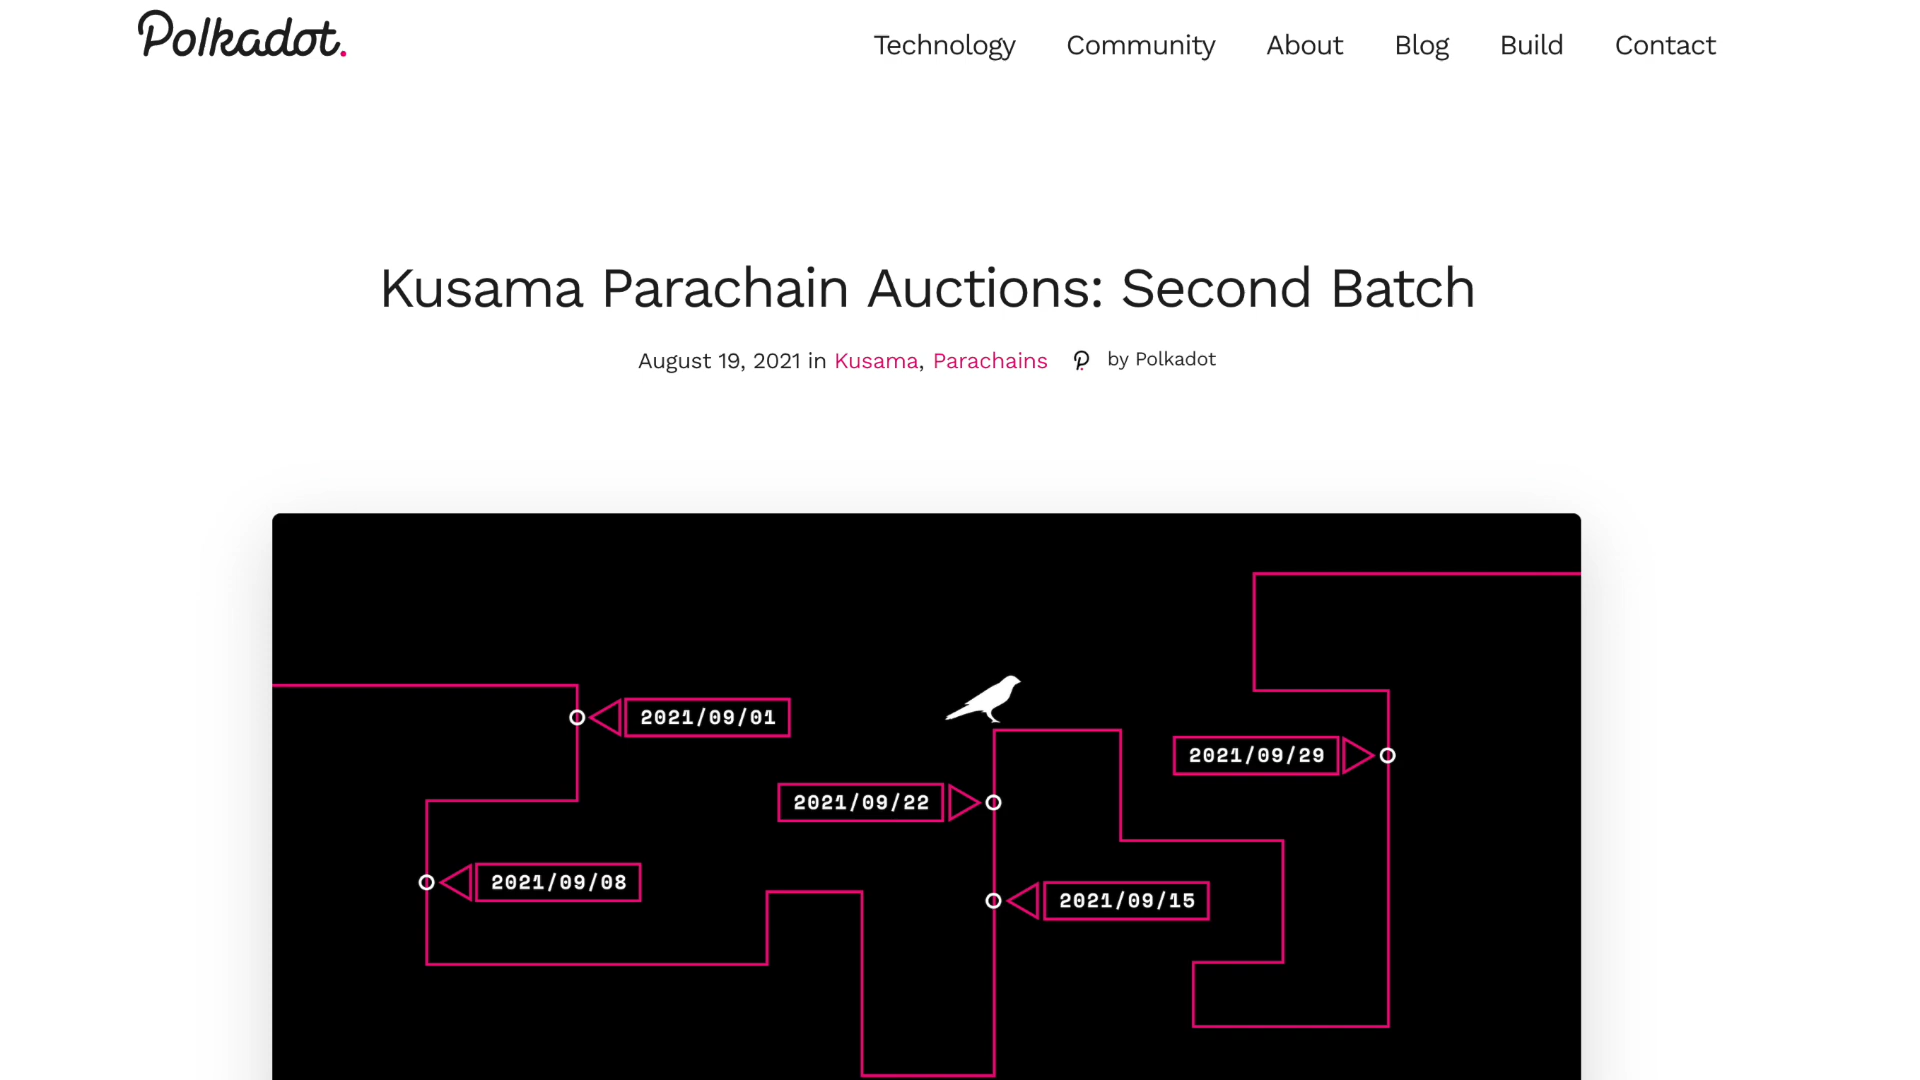 Polkadot.
Technology Community About Blog Build Contact
Kusama Parachain Auctions: Second Batch
August 19, 2021 in Kusama, Parachains by Polkadot
2021/09/01
2021/09/29
2021/09/22
2021/09/08
2021/09/15